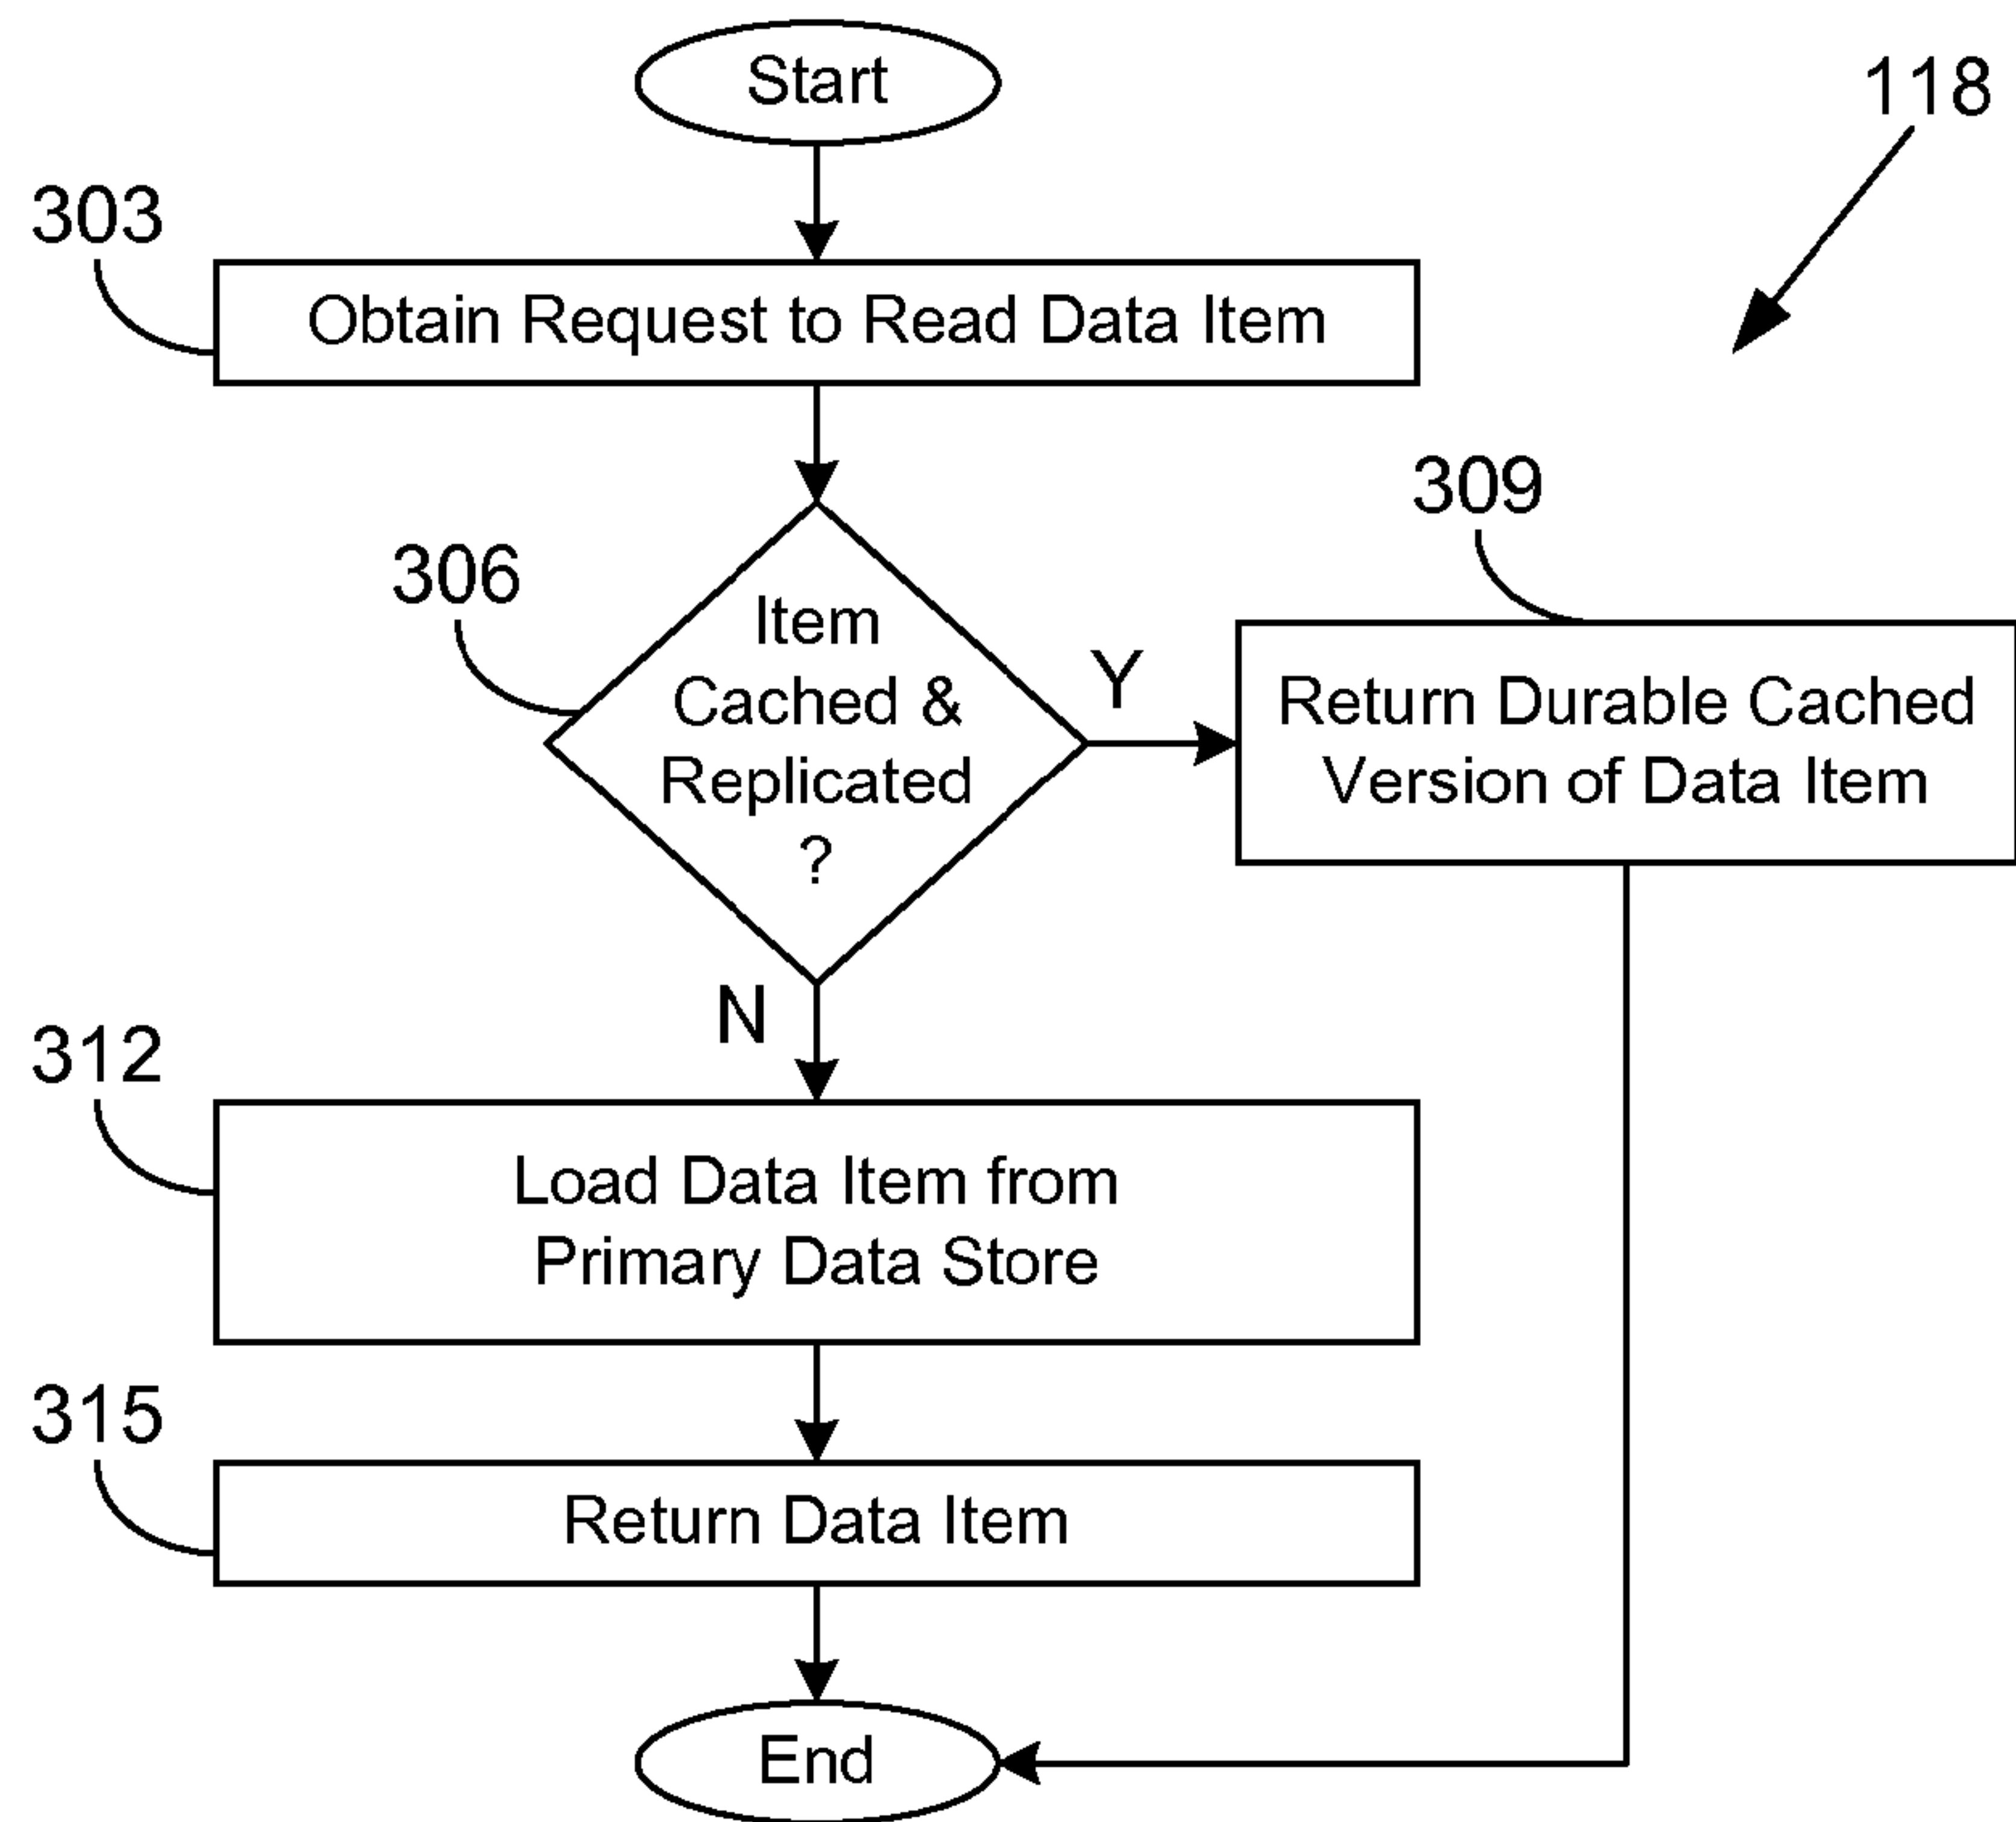 Start
118
303
Obtain Request to Read Data Item
306
Item
Cached &
Replicated
?
Y
309
Return Durable Cached
Version of Data Item
N
312
Load Data Item from
Primary Data Store
315
Return Data Item
End